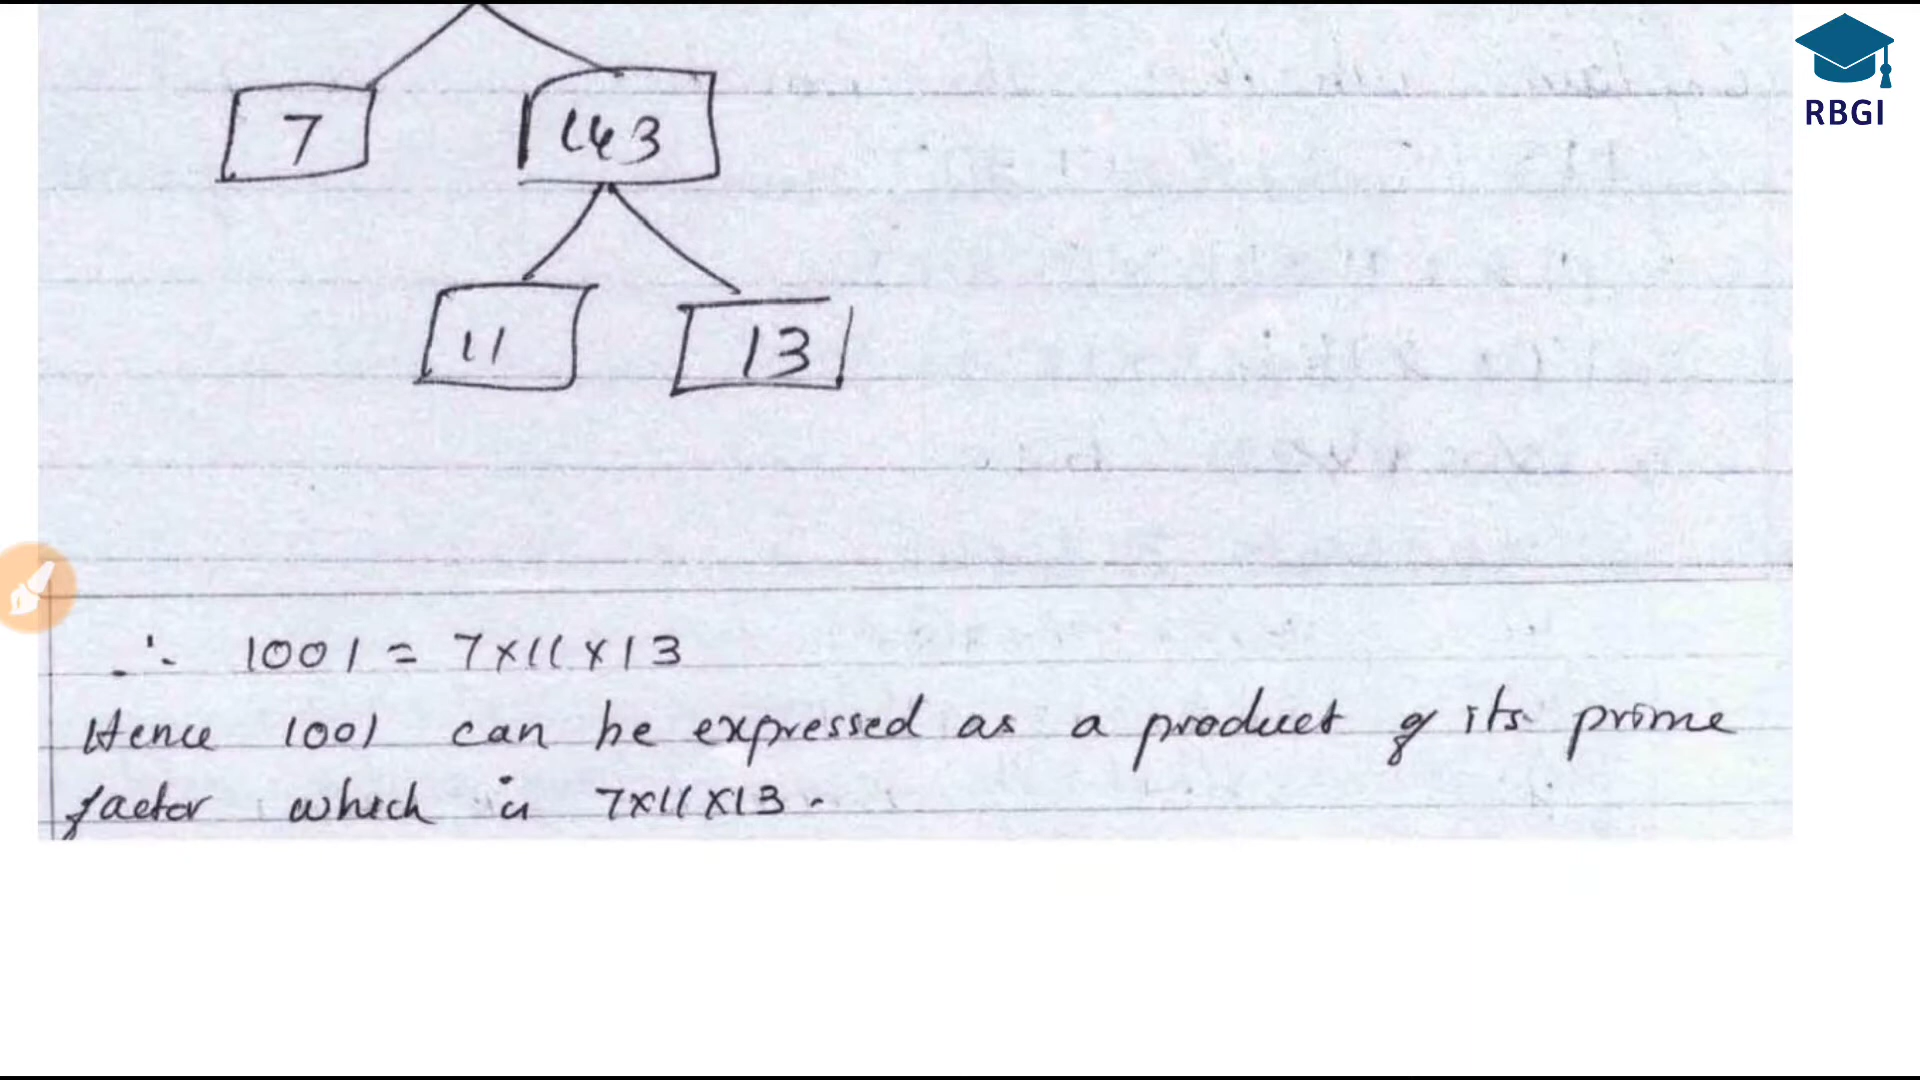 7 143
RBGI
11 13
∴ 1001 = 7×11×13
Hence 1001 can be expressed as a product of its prime
factor which is 7×11×13.